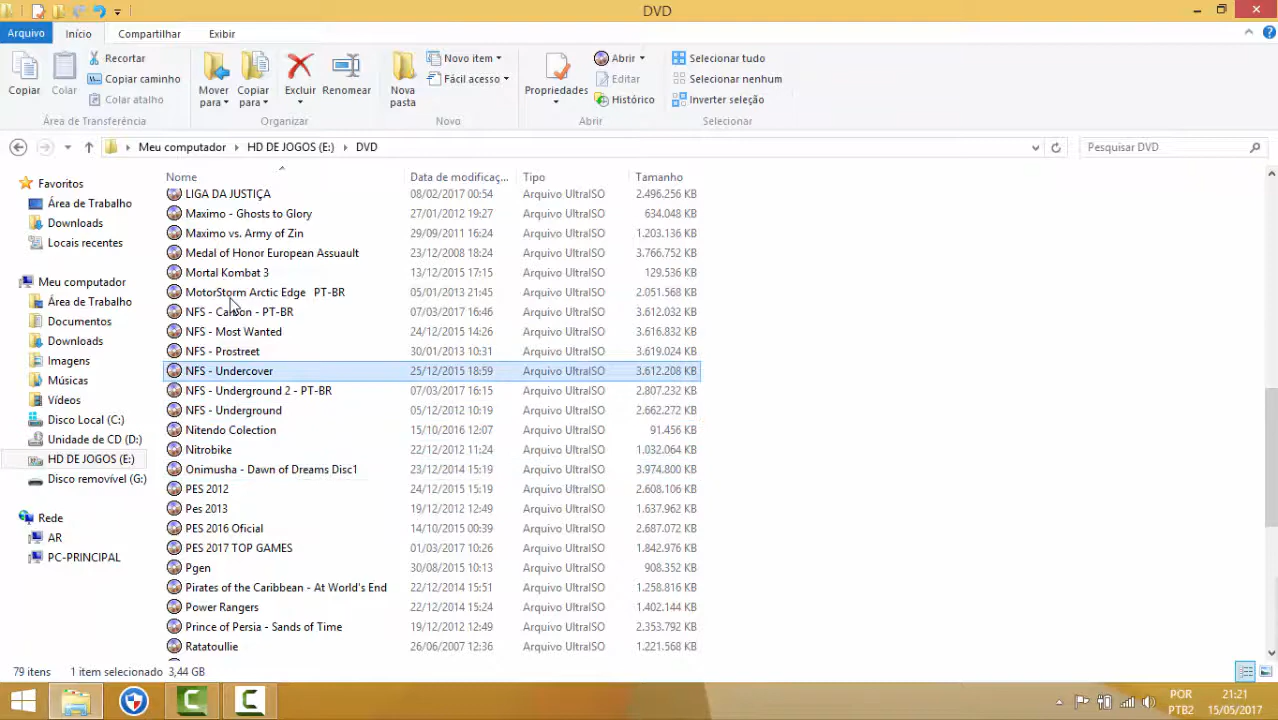 DVD
Arquivo Início Compartilhar Exibir
Copiar
Colar
Recortar
Copiar caminho
Colar atalho
Área de Transferência
Mover para
Copiar para
Excluir
Renomear
Organizar
Nova pasta
Novo item
Fácil acesso
Novo
Propriedades
Abrir
Editar
Histórico
Abrir
Selecionar tudo
Selecionar nenhum
Inverter seleção
Selecionar
Meu computador HD DE JOGOS (E:) DVD
Pesquisar DVD
Favoritos
Área de Trabalho
Downloads
Locais recentes
Meu computador
Área de Trabalho
Documentos
Downloads
Imagens
Músicas
Vídeos
Disco Local (C:)
Unidade de CD (D:)
HD DE JOGOS (E:)
Disco removível (G:)
Rede
AR
PC-PRINCIPAL
Nome Data de modificaç... Tipo Tamanho
LIGA DA JUSTIÇA 08/02/2017 00:54 Arquivo UltraISO 2.496.256 KB
Maximo - Ghosts to Glory 27/01/2012 19:27 Arquivo UltraISO 634.048 KB
Maximo vs. Army of Zin 29/09/2011 16:24 Arquivo UltraISO 1.203.136 KB
Medal of Honor European Assuault 23/12/2008 18:24 Arquivo UltraISO 3.766.752 KB
Mortal Kombat 3 13/12/2015 17:15 Arquivo UltraISO 129.536 KB
MotorStorm Arctic Edge PT-BR 05/01/2013 21:45 Arquivo UltraISO 2.051.568 KB
NFS - Carbon - PT-BR 07/03/2017 16:46 Arquivo UltraISO 3.612.032 KB
NFS - Most Wanted 24/12/2015 14:26 Arquivo UltraISO 3.616.832 KB
NFS - Prostreet 30/01/2013 10:31 Arquivo UltraISO 3.619.024 KB
NFS - Undercover 25/12/2015 18:59 Arquivo UltraISO 3.612.208 KB
NFS - Underground 2 - PT-BR 07/03/2017 16:15 Arquivo UltraISO 2.807.232 KB
NFS - Underground 05/12/2012 10:19 Arquivo UltraISO 2.662.272 KB
Nitendo Colection 15/10/2016 12:07 Arquivo UltraISO 91.456 KB
Nitrobike 22/12/2012 11:24 Arquivo UltraISO 1.032.064 KB
Onimusha - Dawn of Dreams Disc1 23/12/2014 15:19 Arquivo UltraISO 3.974.800 KB
PES 2012 24/12/2015 15:19 Arquivo UltraISO 2.608.106 KB
Pes 2013 19/12/2012 12:49 Arquivo UltraISO 1.637.962 KB
PES 2016 Oficial 14/10/2015 00:39 Arquivo UltraISO 2.687.072 KB
PES 2017 TOP GAMES 01/03/2017 10:26 Arquivo UltraISO 1.842.976 KB
Pgen 30/08/2015 10:13 Arquivo UltraISO 908.352 KB
Pirates of the Caribbean - At World's End 22/12/2014 15:51 Arquivo UltraISO 1.258.816 KB
Power Rangers 22/12/2014 15:24 Arquivo UltraISO 1.402.144 KB
Prince of Persia - Sands of Time 19/12/2012 12:49 Arquivo UltraISO 2.353.792 KB
Ratatoullie 26/06/2007 12:36 Arquivo UltraISO 1.221.568 KB
79 itens 1 item selecionado 3,44 GB
POR
PTB2
21:21
15/05/2017